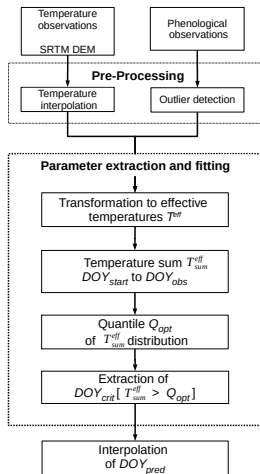 Temperature
observations
SRTM DEM
Phenological
observations
Pre-Processing
Temperature
interpolation
Outlier detection
Parameter extraction and fitting
Transformation to effective
temperatures T^eff
Temperature sum T^eff_sum
DOY_start to DOY_obs
Quantile Q_opt
of T^eff_sum distribution
Extraction of
DOY_crit [ T^eff_sum > Q_opt ]
Interpolation
of DOY_pred